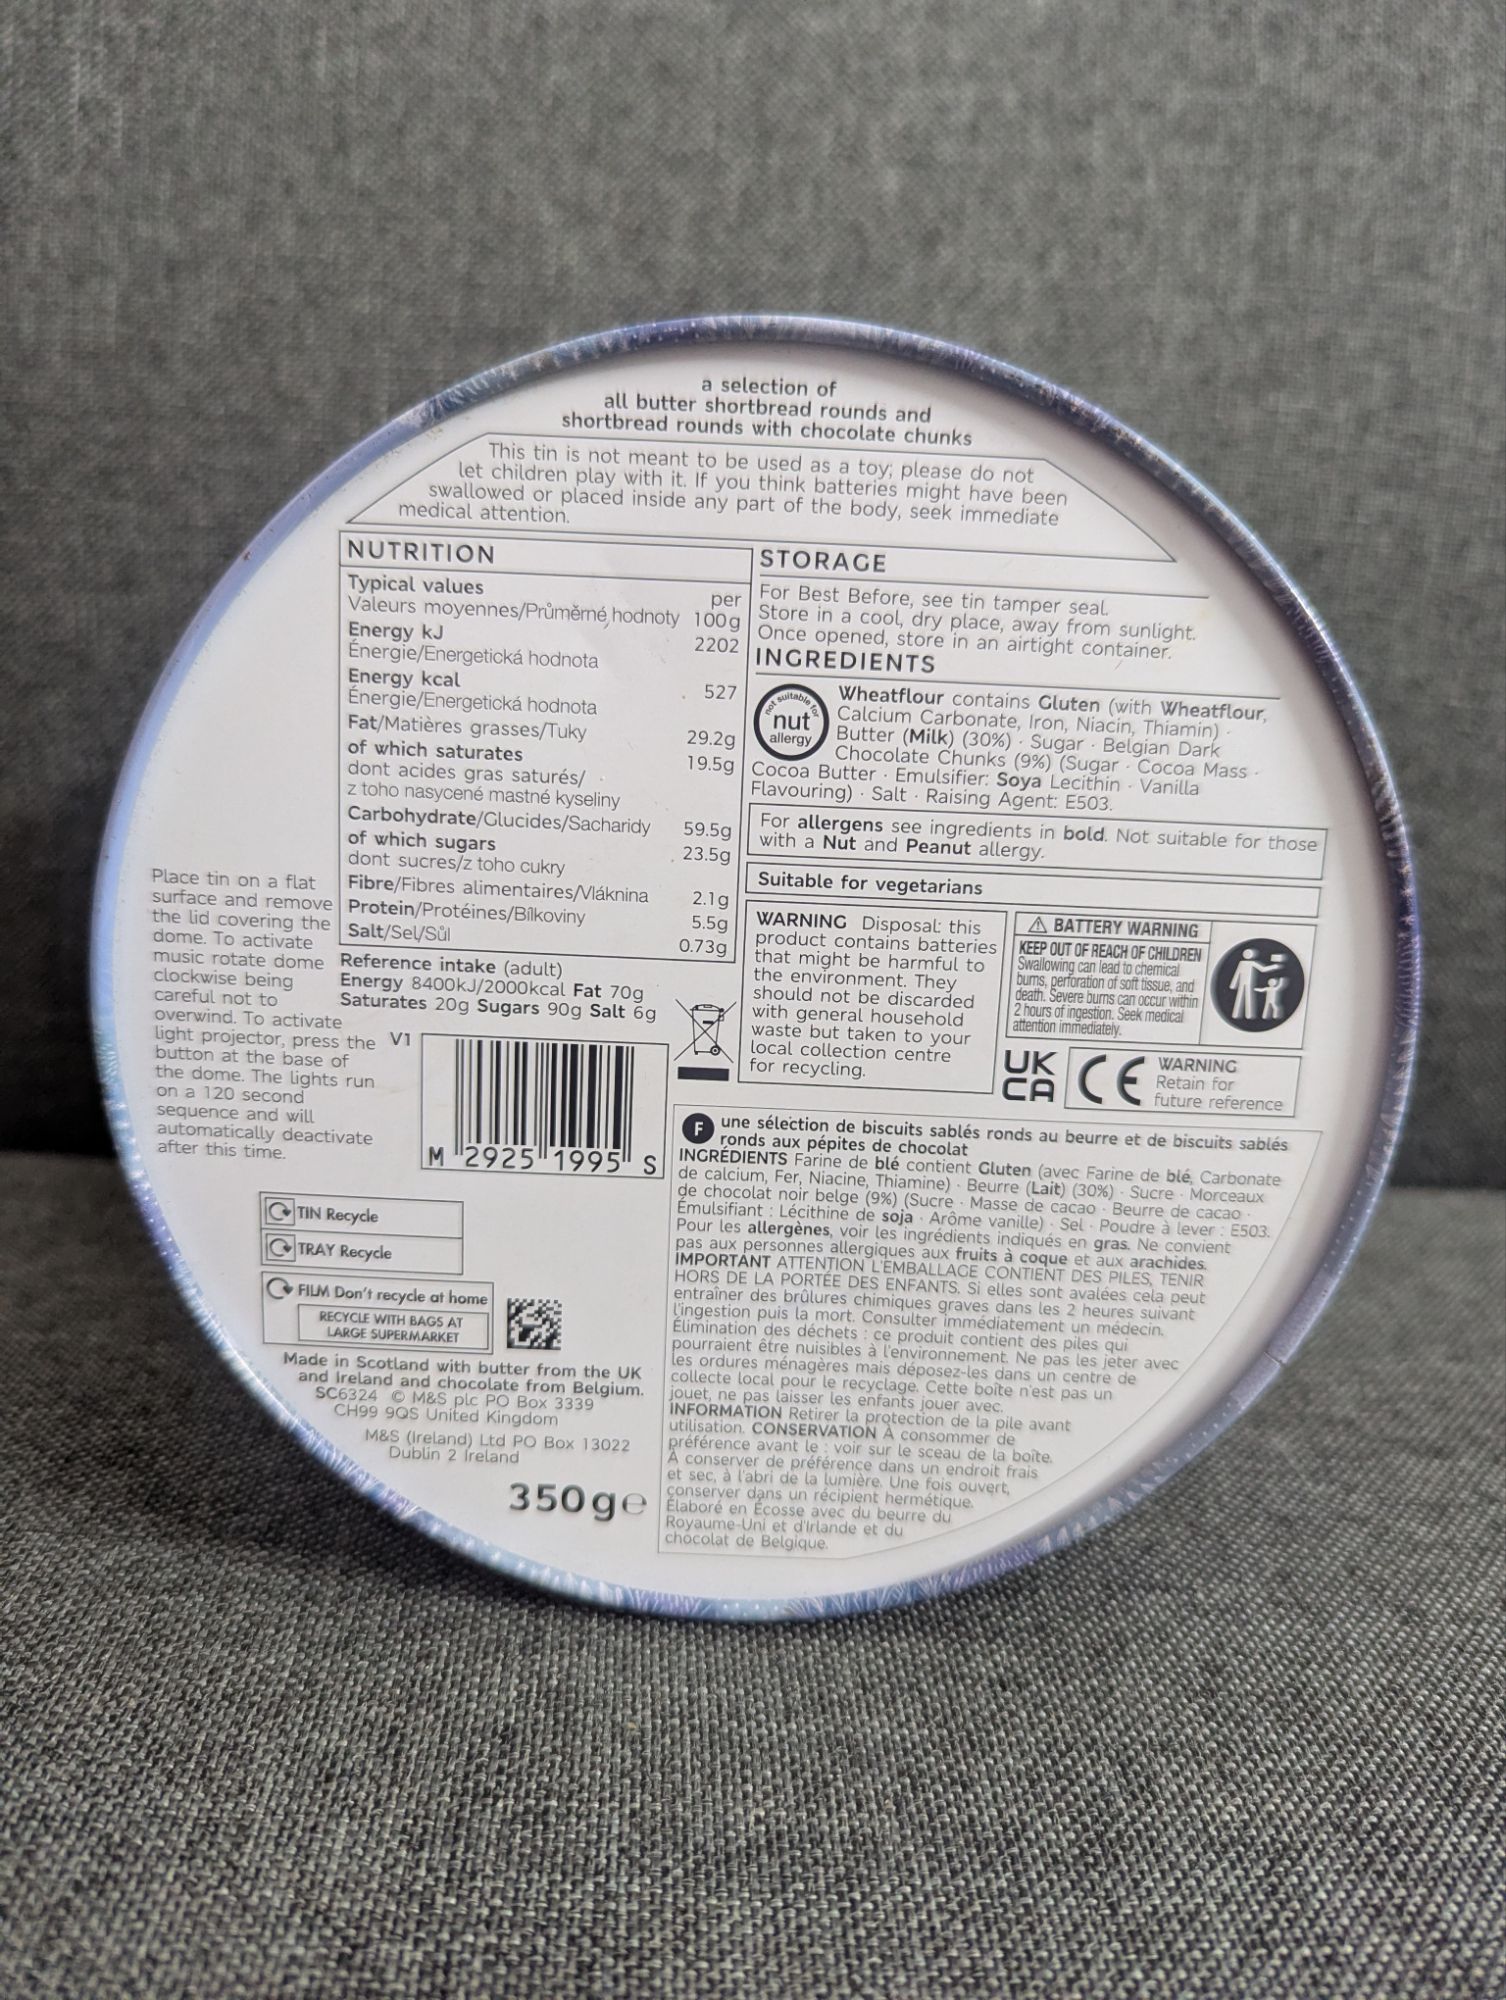 a selection of
all butter shortbread rounds and
shortbread rounds with chocolate chunks
This tin is not meant to be used as a toy; please do not
let children play with it. If you think batteries might have been
swallowed or placed inside any part of the body, seek immediate
medical attention.
NUTRITION
Typical values per
Valeurs moyennes/Průměrné hodnoty 100g
Energy kJ 2202
Énergie/Energetická hodnota
Energy kcal 527
Énergie/Energetická hodnota
Fat/Matières grasses/Tuky 29.2g
of which saturates 19.5g
dont acides gras saturés/
z toho nasycené mastné kyseliny
Carbohydrate/Glucides/Sacharidy 59.5g
of which sugars 23.5g
dont sucres/z toho cukry
Fibre/Fibres alimentaires/Vláknina 2.1g
Protein/Protéines/Bílkoviny 5.5g
Salt/Sel/Sůl 0.73g
Reference intake (adult)
Energy 8400kJ/2000kcal Fat 70g
Saturates 20g Sugars 90g Salt 6g
STORAGE
For Best Before, see tin tamper seal.
Store in a cool, dry place, away from sunlight.
Once opened, store in an airtight container.
INGREDIENTS
not suitable for
nut
allergy
Wheatflour contains Gluten (with Wheatflour,
Calcium Carbonate, Iron, Niacin, Thiamin) ·
Butter (Milk) (30%) · Sugar · Belgian Dark
Chocolate Chunks (9%) (Sugar · Cocoa Mass ·
Cocoa Butter · Emulsifier: Soya Lecithin · Vanilla
Flavouring) · Salt · Raising Agent: E503.
For allergens see ingredients in bold. Not suitable for those
with a Nut and Peanut allergy.
Suitable for vegetarians
WARNING Disposal: this
product contains batteries
that might be harmful to
the environment. They
should not be discarded
with general household
waste but taken to your
local collection centre
for recycling.
BATTERY WARNING
KEEP OUT OF REACH OF CHILDREN
Swallowing can lead to chemical
burns, perforation of soft tissue, and
death. Severe burns can occur within
2 hours of ingestion. Seek medical
attention immediately.
UK
CA
CE
WARNING
Retain for
future reference
Place tin on a flat
surface and remove
the lid covering the
dome. To activate
music rotate dome
clockwise being
careful not to
overwind. To activate
light projector, press the
button at the base of
the dome. The lights run
on a 120 second
sequence and will
automatically deactivate
after this time.
V1
M 2925 1995 S
TIN Recycle
TRAY Recycle
FILM Don't recycle at home
RECYCLE WITH BAGS AT
LARGE SUPERMARKET
Made in Scotland with butter from the UK
and Ireland and chocolate from Belgium.
SC6324 © M&S plc PO Box 3339
CH99 9QS United Kingdom
M&S (Ireland) Ltd PO Box 13022
Dublin 2 Ireland
350g℮
F une sélection de biscuits sablés ronds au beurre et de biscuits sablés
ronds aux pépites de chocolat
INGRÉDIENTS Farine de blé contient Gluten (avec Farine de blé, Carbonate
de calcium, Fer, Niacine, Thiamine) · Beurre (Lait) (30%) · Sucre · Morceaux
de chocolat noir belge (9%) (Sucre · Masse de cacao · Beurre de cacao ·
Émulsifiant : Lécithine de soja · Arôme vanille) · Sel · Poudre à lever : E503.
Pour les allergènes, voir les ingrédients indiqués en gras. Ne convient
pas aux personnes allergiques aux fruits à coque et aux arachides.
IMPORTANT ATTENTION L'EMBALLAGE CONTIENT DES PILES, TENIR
HORS DE LA PORTÉE DES ENFANTS. Si elles sont avalées cela peut
entraîner des brûlures chimiques graves dans les 2 heures suivant
l'ingestion puis la mort. Consulter immédiatement un médecin.
Élimination des déchets : ce produit contient des piles qui
pourraient être nuisibles à l'environnement. Ne pas les jeter avec
les ordures ménagères mais déposez-les dans un centre de
collecte local pour le recyclage. Cette boîte n'est pas un
jouet, ne pas laisser les enfants jouer avec.
INFORMATION Retirer la protection de la pile avant
utilisation. CONSERVATION À consommer de
préférence avant le : voir sur le sceau de la boîte.
À conserver de préférence dans un endroit frais
et sec, à l'abri de la lumière. Une fois ouvert,
conserver dans un récipient hermétique.
Élaboré en Écosse avec du beurre du
Royaume-Uni et d'Irlande et du
chocolat de Belgique.